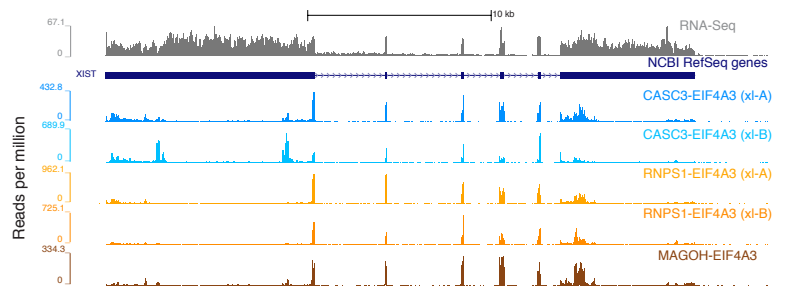 10 kb
67.1
RNA-Seq
0
NCBI RefSeq genes
XIST
432.8
CASC3-EIF4A3 (xl-A)
0
689.9
CASC3-EIF4A3 (xl-B)
0
962.1
RNPS1-EIF4A3 (xl-A)
0
725.1
RNPS1-EIF4A3 (xl-B)
0
334.3
MAGOH-EIF4A3
0
Reads per million